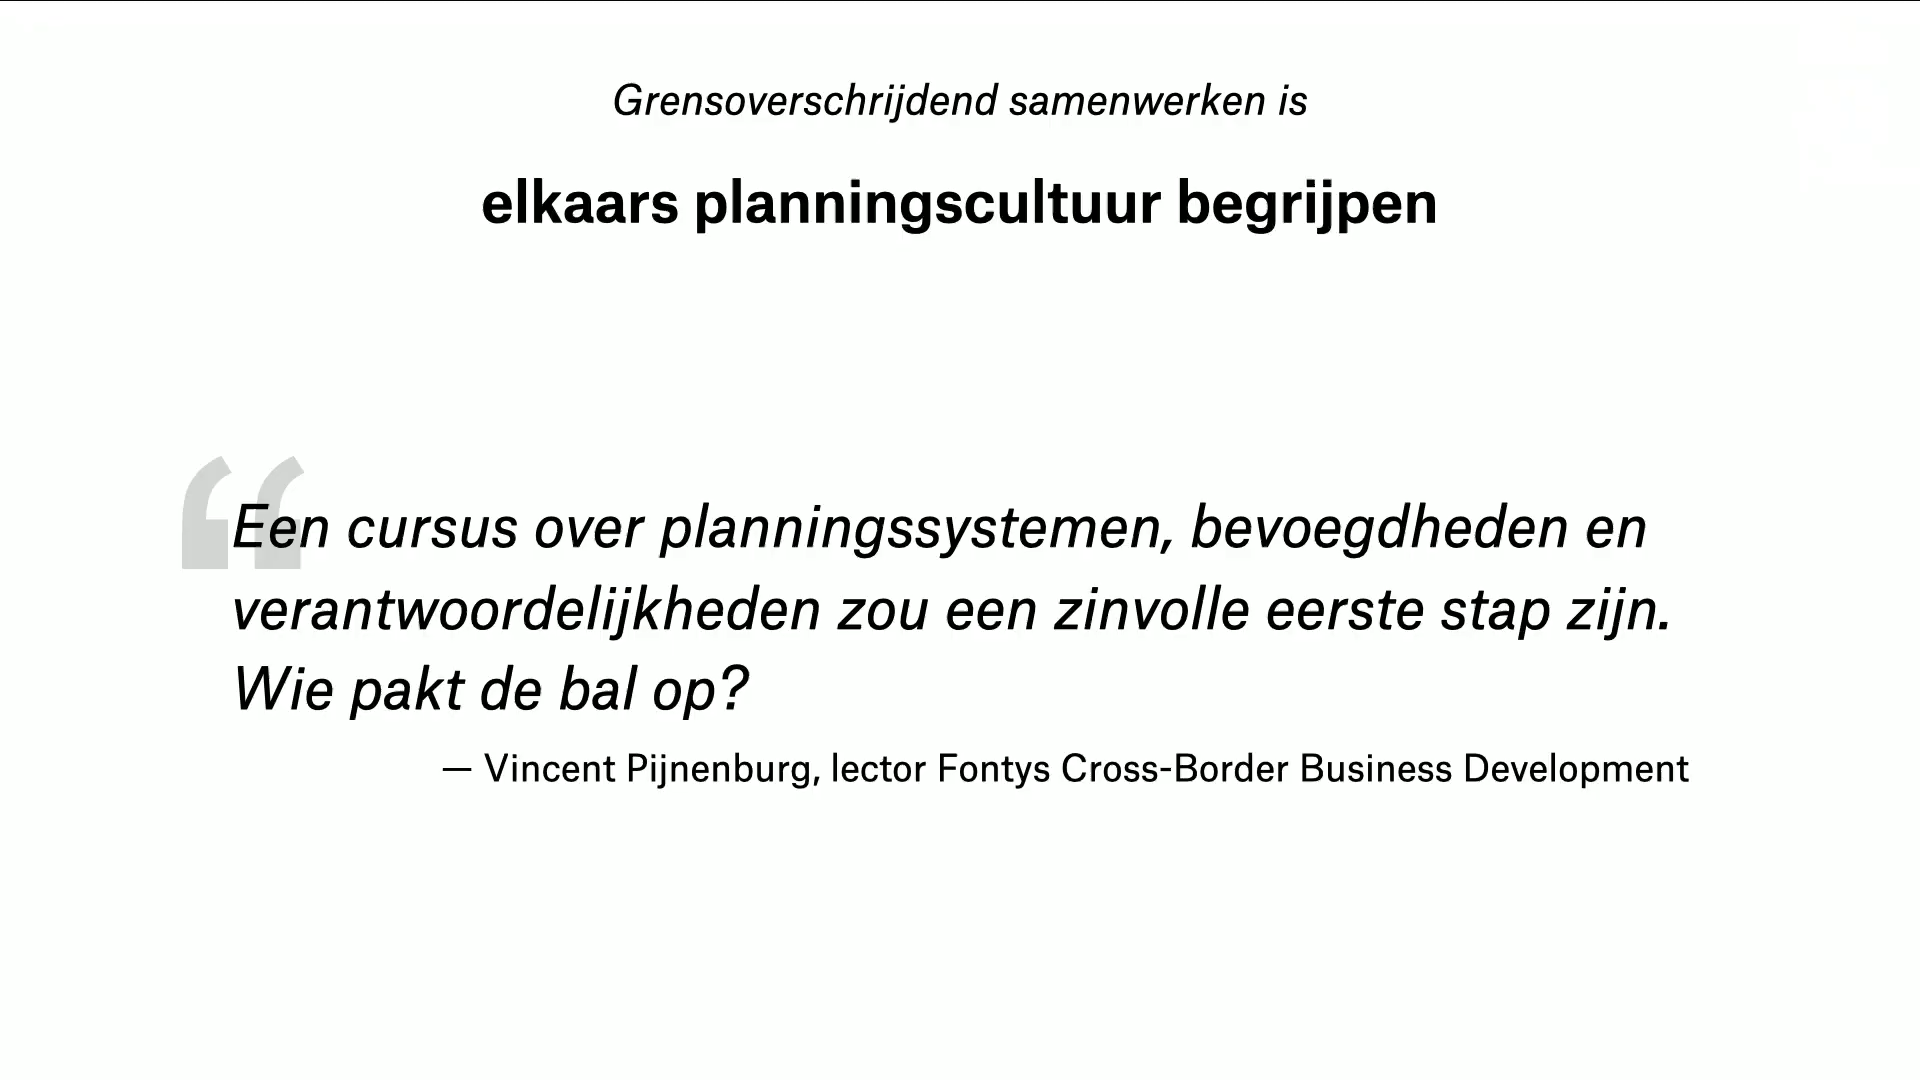 Grensoverschrijdend samenwerken is
elkaars planningscultuur begrijpen
“Een cursus over planningssystemen, bevoegdheden en
verantwoordelijkheden zou een zinvolle eerste stap zijn.
Wie pakt de bal op?
— Vincent Pijnenburg, lector Fontys Cross-Border Business Development